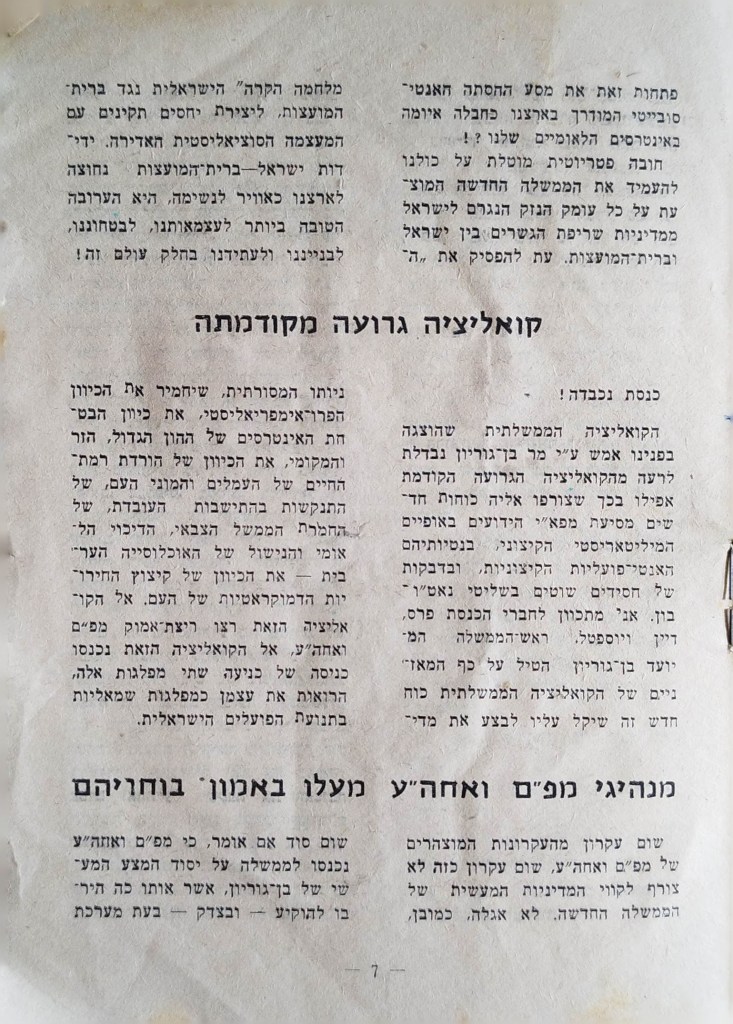 פתחות זאת את מסע ההסתה האנטי־
סובייטי המודרך בארצנו כחבלה איומה
באינטרסים הלאומיים שלנו ?!
חובה פטריוטית מוטלת על כולנו
להעמיד את הממשלה החדשה המוצ־
עת על כל עומק הנזק הנגרם לישראל
ממדיניות שריפת הגשרים בין ישראל
וברית־המועצות. עת להפסיק את „ה־
מלחמה הקרה" הישראלית נגד ברית־
המועצות, ליצירת יחסים תקינים עם
המעצמה הסוציאליסטית האדירה. ידי־
דות ישראל—ברית־המועצות נחוצה
לארצנו כאוויר לנשימה, היא הערובה
הטובה ביותר לעצמאותנו, לבטחוננו,
לבנייננו ולעתידנו בחלק עולם זה!
קואליציה גרועה מקודמתה
כנסת נכבדה!
הקואליציה הממשלתית שהוצגה
בפנינו אמש ע"י מר בן־גוריון נבדלת
לרעה מהקואליציה הגרועה הקודמת
אפילו בכך שצורפו אליה כוחות חד־
שים מסיעת מפא"י הידועים באופיים
המיליטאריסטי הקיצוני, בנטיותיהם
האנטי־פועליות הקיצוניות, ובדבקות
של חסידים שוטים בשליטי נאט"ו־
בון. אני מתכוון לחברי הכנסת פרס,
דיין ויוספטל. ראש־הממשלה המ־
יועד בן־גוריון הטיל על כף המאז־
ניים של הקואליציה הממשלתית כוח
חדש זה שיקל עליו לבצע את מדי־
ניותו המסורתית, שיחמיר את הכיוון
הפרו־אימפריאליסטי, את כיוון הבט־
חת האינטרסים של ההון הגדול, הזר
והמקומי, את הכיוון של הורדת רמת־
החיים של העמלים והמוני העם, של
התנקשות בהתישבות העובדת, של
החמרת הממשל הצבאי, הדיכוי הל־
אומי והנישול של האוכלוסייה הער־
בית — את הכיוון של קיצוץ החירו־
יות הדמוקראטיות של העם. אל הקו־
אליציה הזאת רצו ריצת־אמוק מפ"ם
ואחה"ע, אל הקואליציה הזאת נכנסו
כניסה של כניעה שתי מפלגות אלה,
הרואות את עצמן כמפלגות שמאליות
בתנועת הפועלים הישראלית.
מנהיגי מפ"ם ואחה"ע מעלו באמון בוחריהם
שום עקרון מהעקרונות המוצהרים
של מפ"ם ואחה"ע, שום עקרון כזה לא
צורף לקווי המדיניות המעשית של
הממשלה החדשה. לא אגלה, כמובן,
שום סוד אם אומר, כי מפ"ם ואחה"ע
נכנסו לממשלה על יסוד המצע המע־
שי של בן־גוריון, אשר אותו כה היר־
בו להוקיע — ובצדק — בעת מערכת
— 7 —